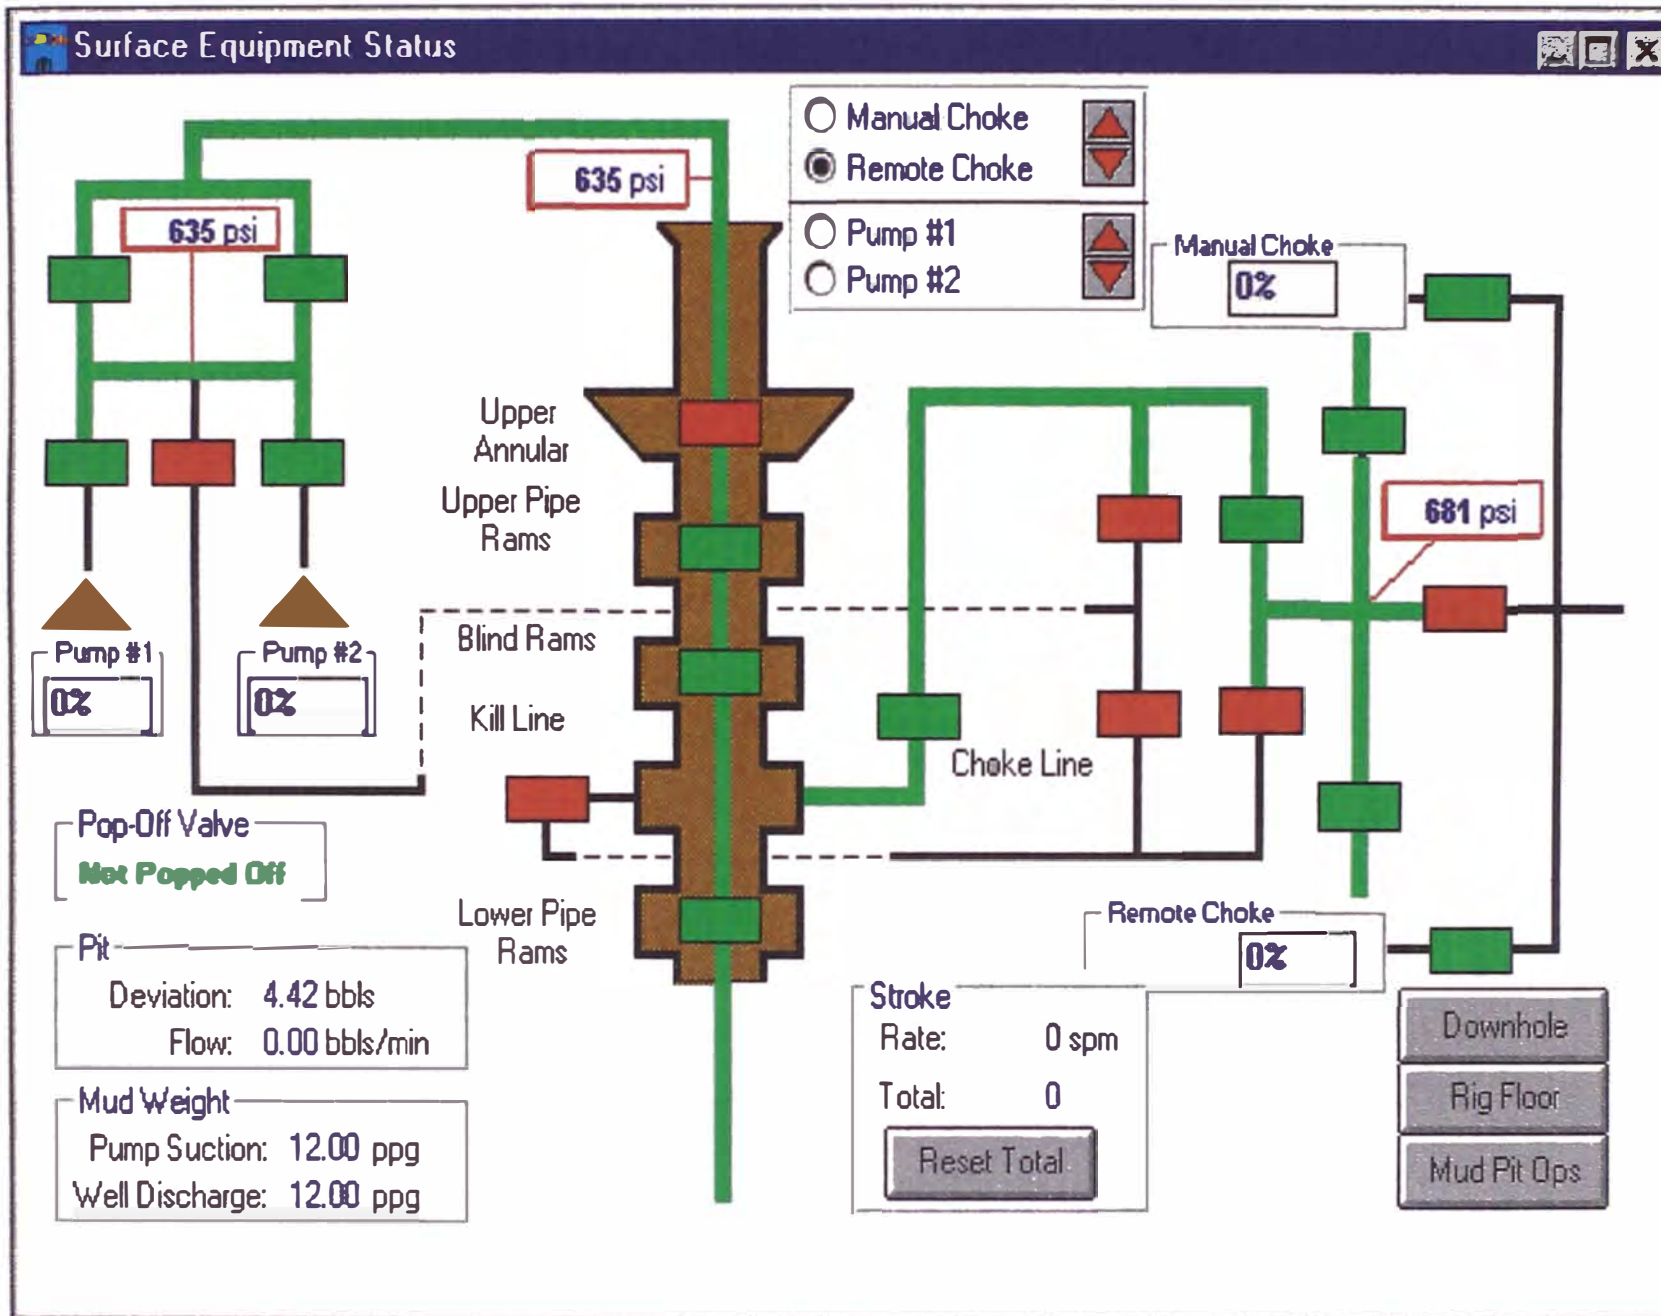 Surface Equipment Status
Manual Choke
Remote Choke
Pump #1
Pump #2
635 psi
635 psi
Manual Choke
0%
Upper
Annular
Upper Pipe
Rams
681 psi
Blind Rams
Pump #1
0%
Pump #2
0%
Kill Line
Choke Line
Pop-Off Valve
Not Popped Off
Lower Pipe
Rams
Remote Choke
0%
Pit
Deviation: 4.42 bbls
Flow: 0.00 bbls/min
Mud Weight
Pump Suction: 12.00 ppg
Well Discharge: 12.00 ppg
Stroke
Rate: 0 spm
Total: 0
Reset Total
Downhole
Rig Floor
Mud Pit Ops